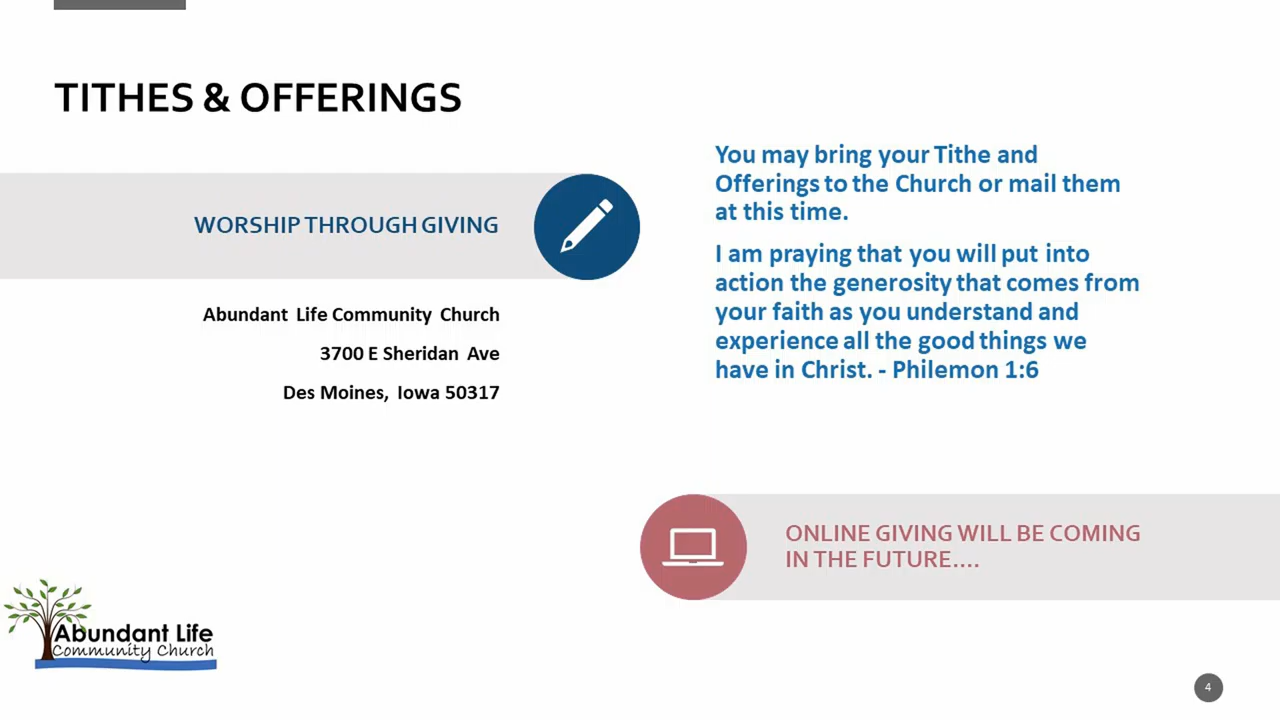 TITHES & OFFERINGS
WORSHIP THROUGH GIVING
Abundant Life Community Church
3700 E Sheridan Ave
Des Moines, Iowa 50317
You may bring your Tithe and
Offerings to the Church or mail them
at this time.
I am praying that you will put into
action the generosity that comes from
your faith as you understand and
experience all the good things we
have in Christ. - Philemon 1:6
ONLINE GIVING WILL BE COMING
IN THE FUTURE....
Abundant Life
Community Church
4